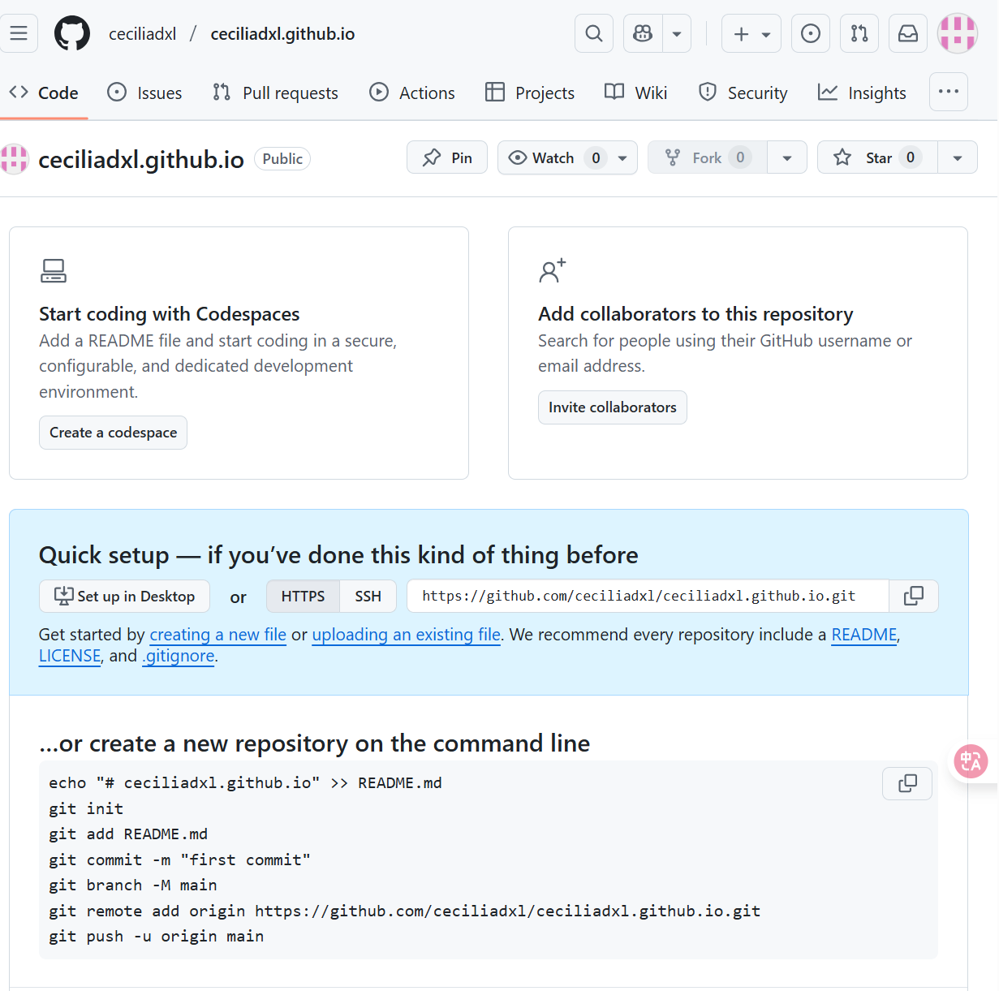 ceciliadxl / ceciliadxl.github.io
Code Issues Pull requests Actions Projects Wiki Security Insights
ceciliadxl.github.io Public Pin Watch 0 Fork 0 Star 0
Start coding with Codespaces
Add a README file and start coding in a secure,
configurable, and dedicated development
environment.
Create a codespace
Add collaborators to this repository
Search for people using their GitHub username or
email address.
Invite collaborators
Quick setup — if you’ve done this kind of thing before
Set up in Desktop or HTTPS SSH https://github.com/ceciliadxl/ceciliadxl.github.io.git
Get started by creating a new file or uploading an existing file. We recommend every repository include a README,
LICENSE, and .gitignore.
…or create a new repository on the command line
echo "# ceciliadxl.github.io" >> README.md
git init
git add README.md
git commit -m "first commit"
git branch -M main
git remote add origin https://github.com/ceciliadxl/ceciliadxl.github.io.git
git push -u origin main
中A